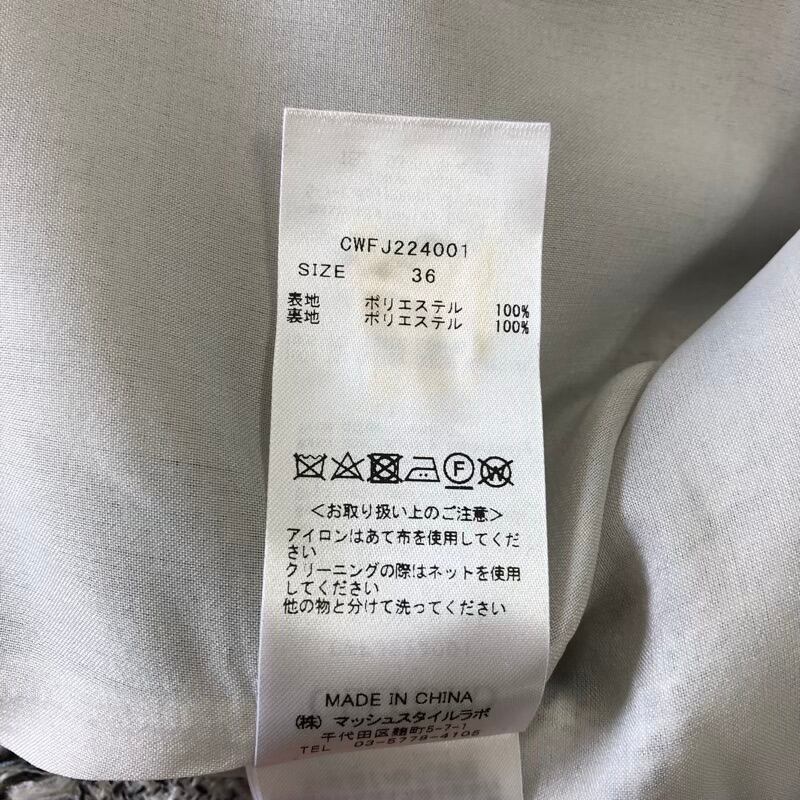 CWFJ224001
SIZE 36
表地 ポリエステル 100%
裏地 ポリエステル 100%
F W
<お取り扱い上のご注意>
アイロンはあて布を使用してくだ
さい
クリーニングの際はネットを使用
してください
他の物と分けて洗ってください
MADE IN CHINA
(株) マッシュスタイルラボ
千代田区麹町5-7-1
TEL 03-5778-4106